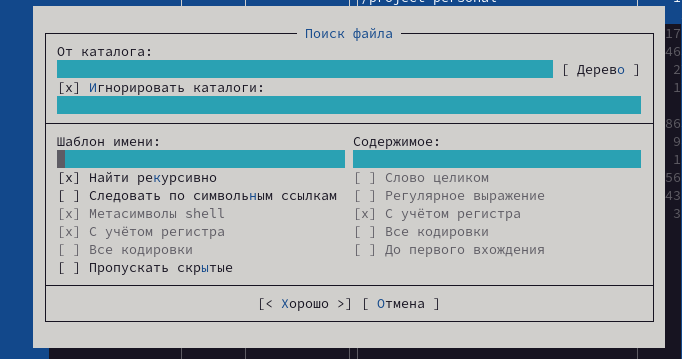 /project-personal
Поиск файла
От каталога:
[ Дерево ]
[x] Игнорировать каталоги:
Шаблон имени: Содержимое:
[x] Найти рекурсивно [ ] Слово целиком
[ ] Следовать по символьным ссылкам [ ] Регулярное выражение
[x] Метасимволы shell [x] С учётом регистра
[x] С учётом регистра [ ] Все кодировки
[ ] Все кодировки [ ] До первого вхождения
[ ] Пропускать скрытые
[< Хорошо >] [ Отмена ]
17
46
2
1
86
9
1
56
43
3